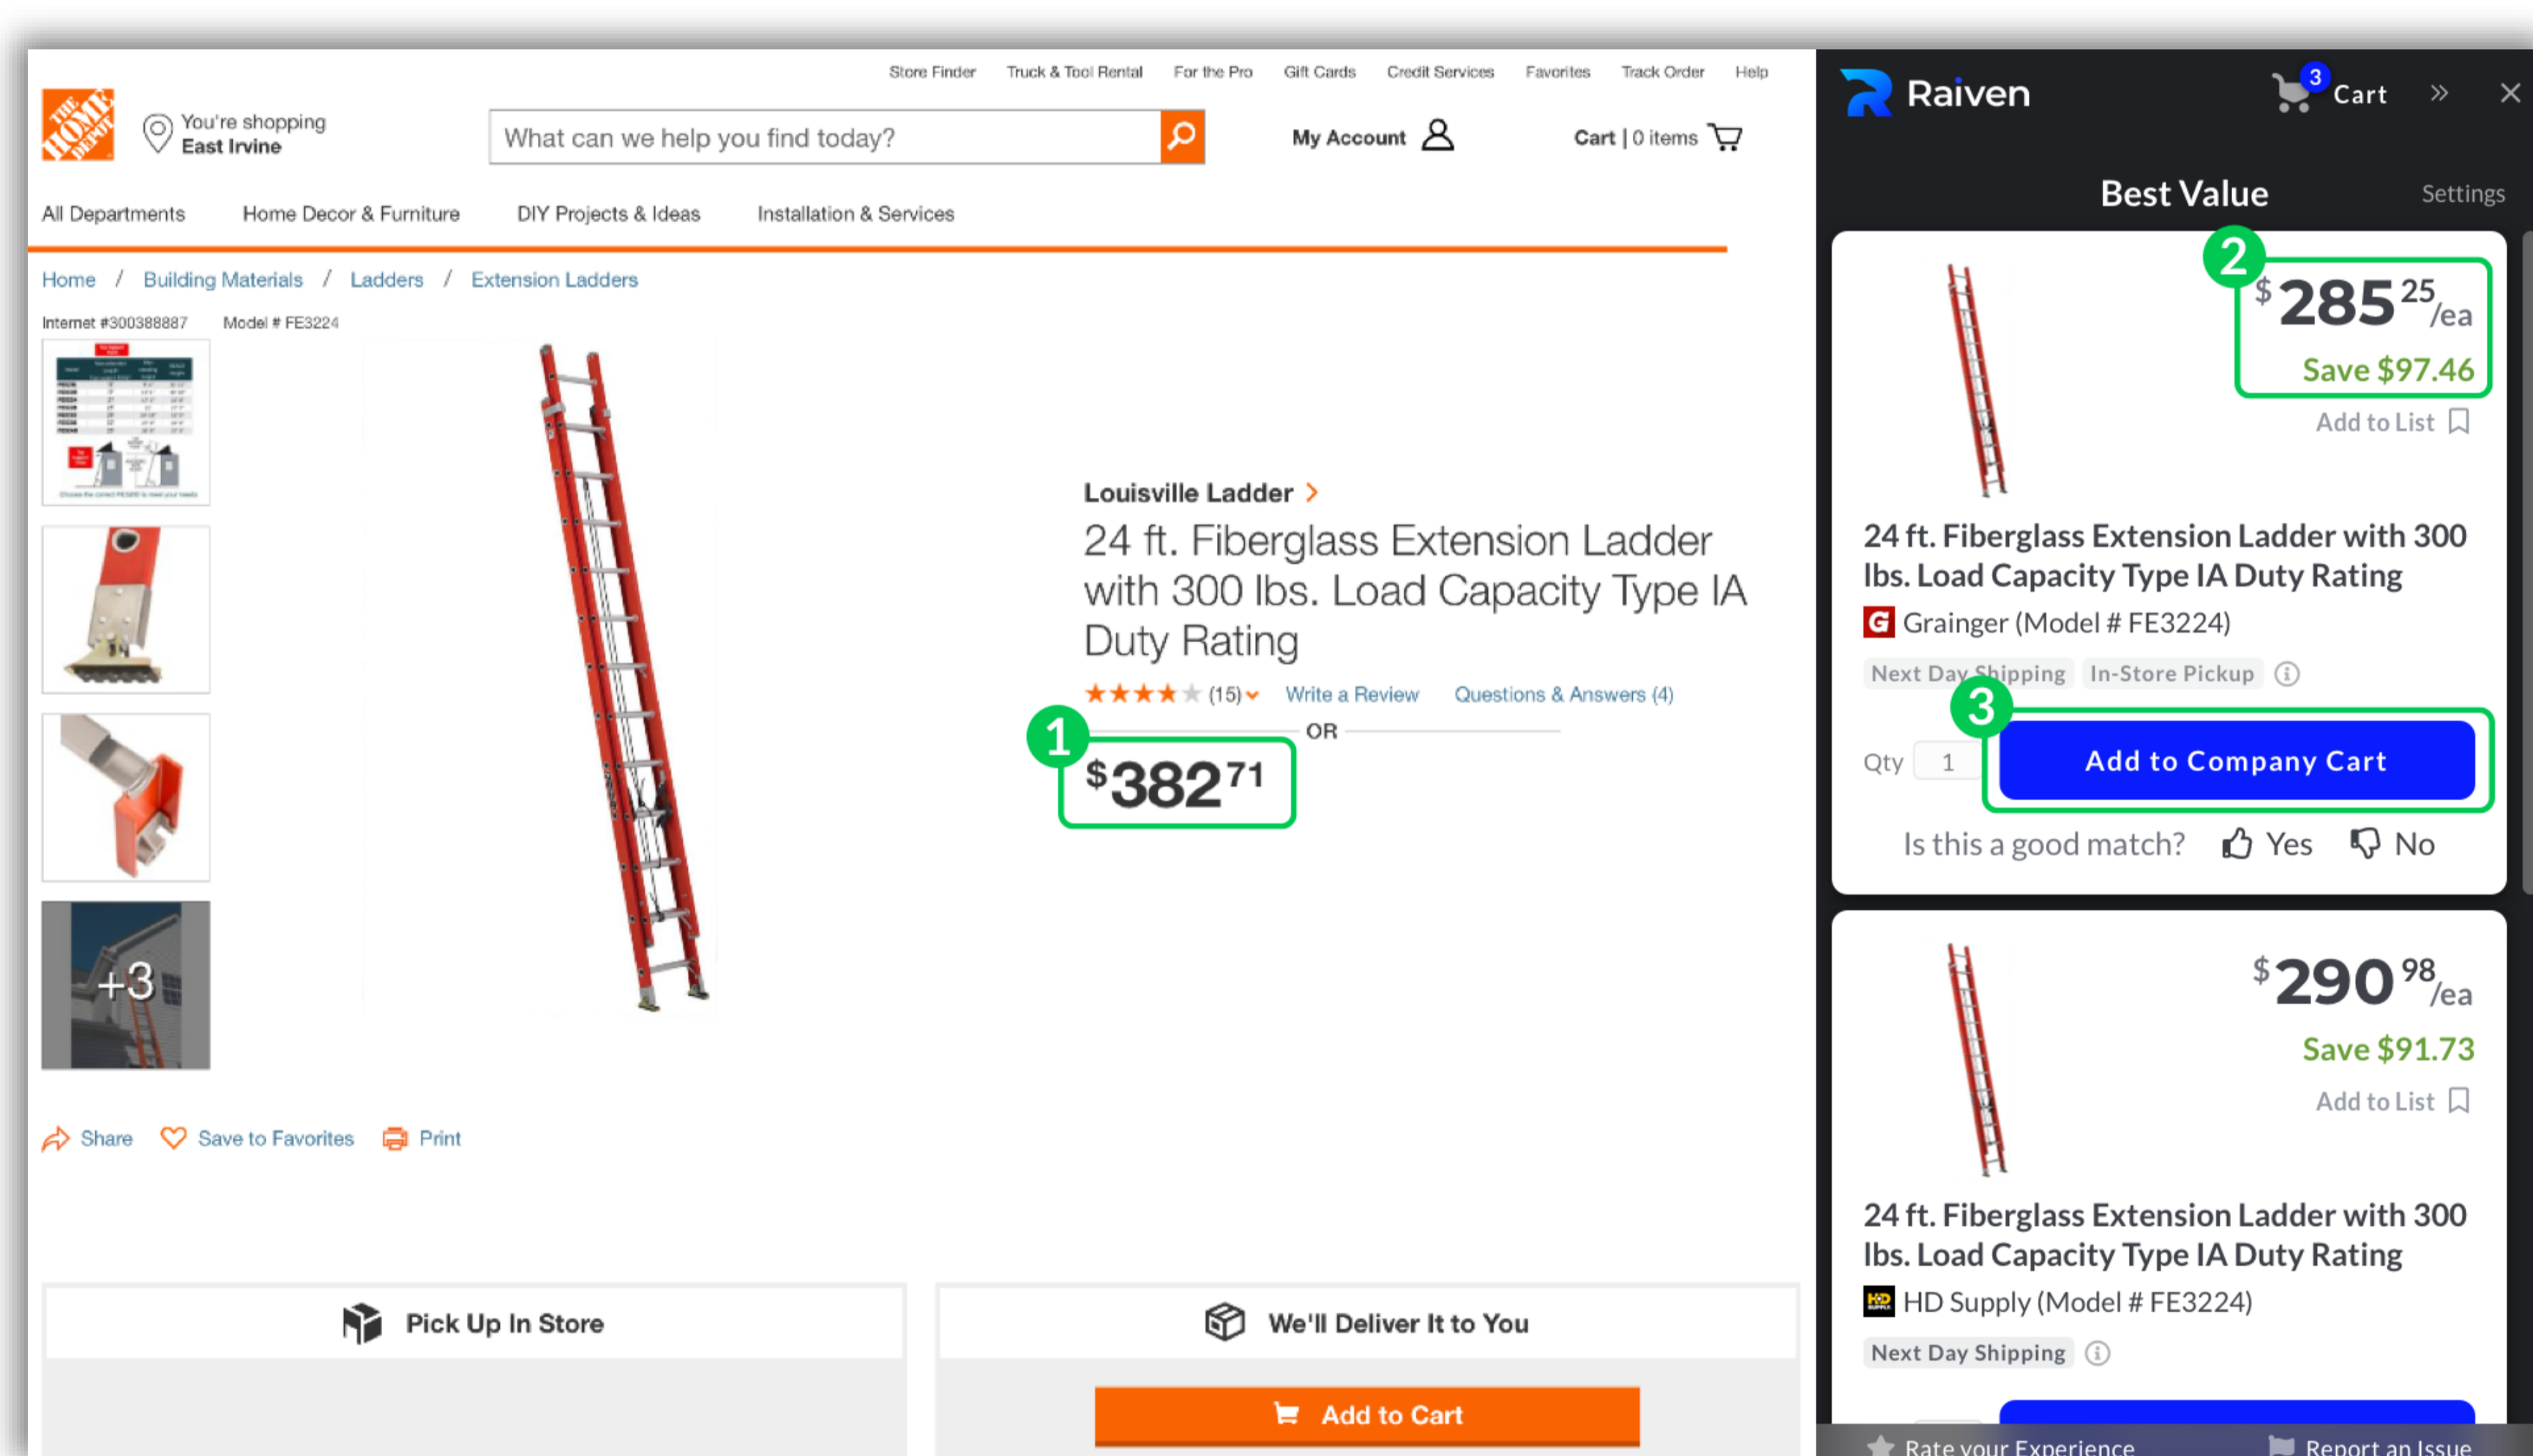 Store Finder Truck & Tool Rental For the Pro Gift Cards Credit Services Favorites Track Order Help
THE HOME DEPOT
You're shopping
East Irvine
What can we help you find today?
My Account
Cart | 0 items
All Departments Home Decor & Furniture DIY Projects & Ideas Installation & Services
Home / Building Materials / Ladders / Extension Ladders
Internet #300388887 Model # FE3224
+3
Share Save to Favorites Print
Louisville Ladder
24 ft. Fiberglass Extension Ladder
with 300 lbs. Load Capacity Type IA
Duty Rating
(15) Write a Review Questions & Answers (4)
OR
1
$382 71
Pick Up In Store
We'll Deliver It to You
Add to Cart
Raiven
3
Cart
Best Value
Settings
2
$285 25 /ea
Save $97.46
Add to List
24 ft. Fiberglass Extension Ladder with 300
lbs. Load Capacity Type IA Duty Rating
G Grainger (Model # FE3224)
Next Day Shipping In-Store Pickup
3
Qty 1 Add to Company Cart
Is this a good match? Yes No
$290 98 /ea
Save $91.73
Add to List
24 ft. Fiberglass Extension Ladder with 300
lbs. Load Capacity Type IA Duty Rating
HD SUPPLY HD Supply (Model # FE3224)
Next Day Shipping
Rate your Experience Report an Issue